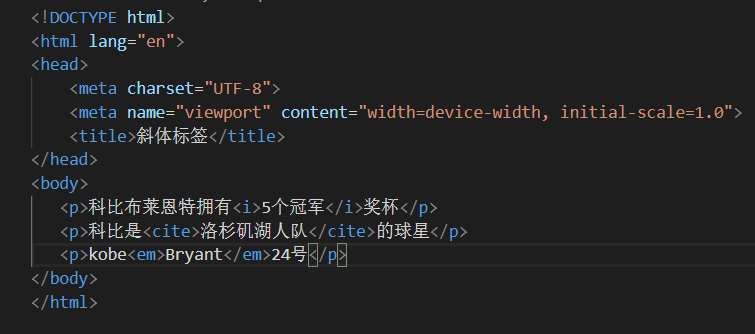 <!DOCTYPE html>
<html lang="en">
<head>
    <meta charset="UTF-8">
    <meta name="viewport" content="width=device-width, initial-scale=1.0">
    <title>斜体标签</title>
</head>
<body>
   <p>科比布莱恩特拥有<i>5个冠军</i>奖杯</p>
   <p>科比是<cite>洛杉矶湖人队</cite>的球星</p>
   <p>kobe<em>Bryant</em>24号</p>
</body>
</html>